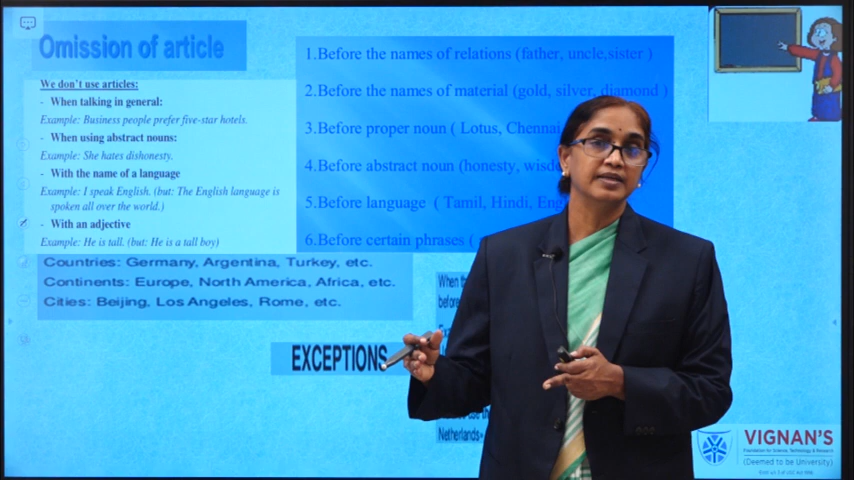 Omission of article
We don't use articles:
- When talking in general:
Example: Business people prefer five-star hotels.
- When using abstract nouns:
Example: She hates dishonesty.
- With the name of a language
Example: I speak English. (but: The English language is
spoken all over the world.)
- With an adjective
Example: He is tall. (but: He is a tall boy)
Countries: Germany, Argentina, Turkey, etc.
Continents: Europe, North America, Africa, etc.
Cities: Beijing, Los Angeles, Rome, etc.
1.Before the names of relations (father, uncle,sister )
2.Before the names of material (gold, silver, diamond )
3.Before proper noun ( Lotus, Chennai
4.Before abstract noun (honesty,
5.Before language ( Tamil, Hindi,
6.Before certain phrases (
When
EXCEPTIONS
Netherlands-
VIGNAN'S
Foundation for Science, Technology & Research
(Deemed to be University)